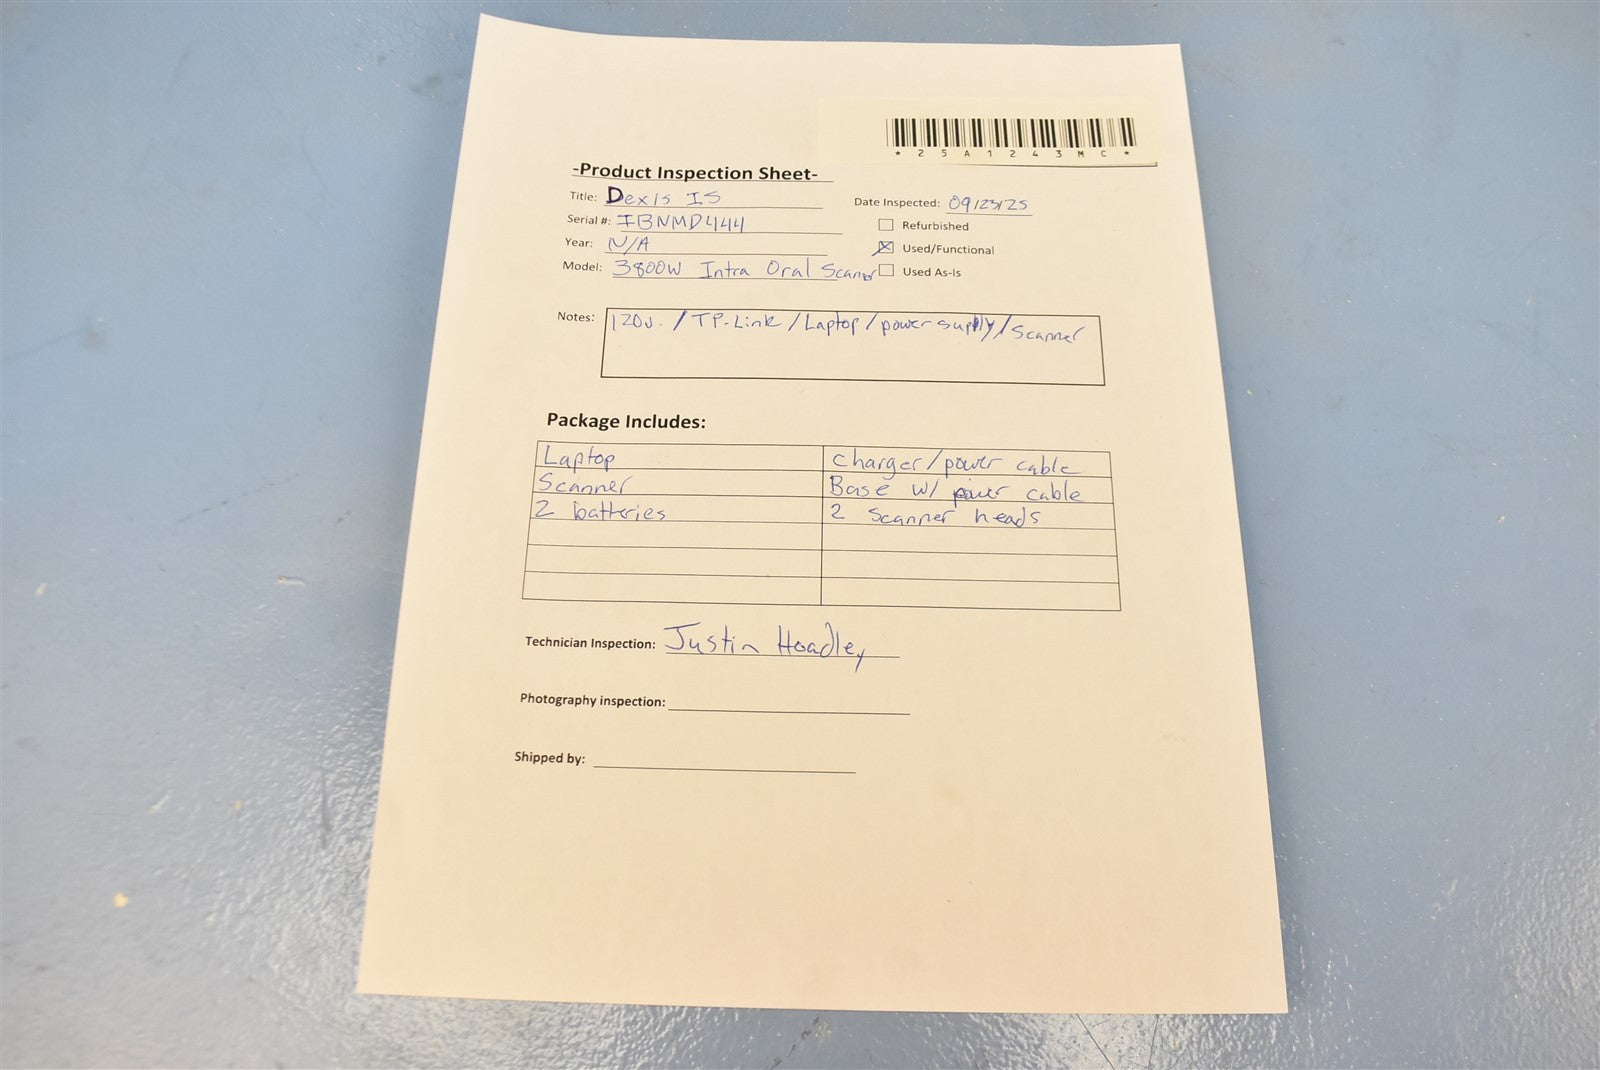 *25A1243MC*
-Product Inspection Sheet-
Title: Dexis IS
Date Inspected: 09/23/25
Serial #: IBNMD444
Refurbished
Year: N/A
Used/Functional
Model: 3800W Intra Oral Scanner
Used As-Is
Notes: 120v. / TP-Link / Laptop / power supply / Scanner
Package Includes:
Laptop charger/power cable
Scanner Base w/ power cable
2 batteries 2 Scanner heads
Technician Inspection: Justin Hoadley
Photography inspection:
Shipped by: